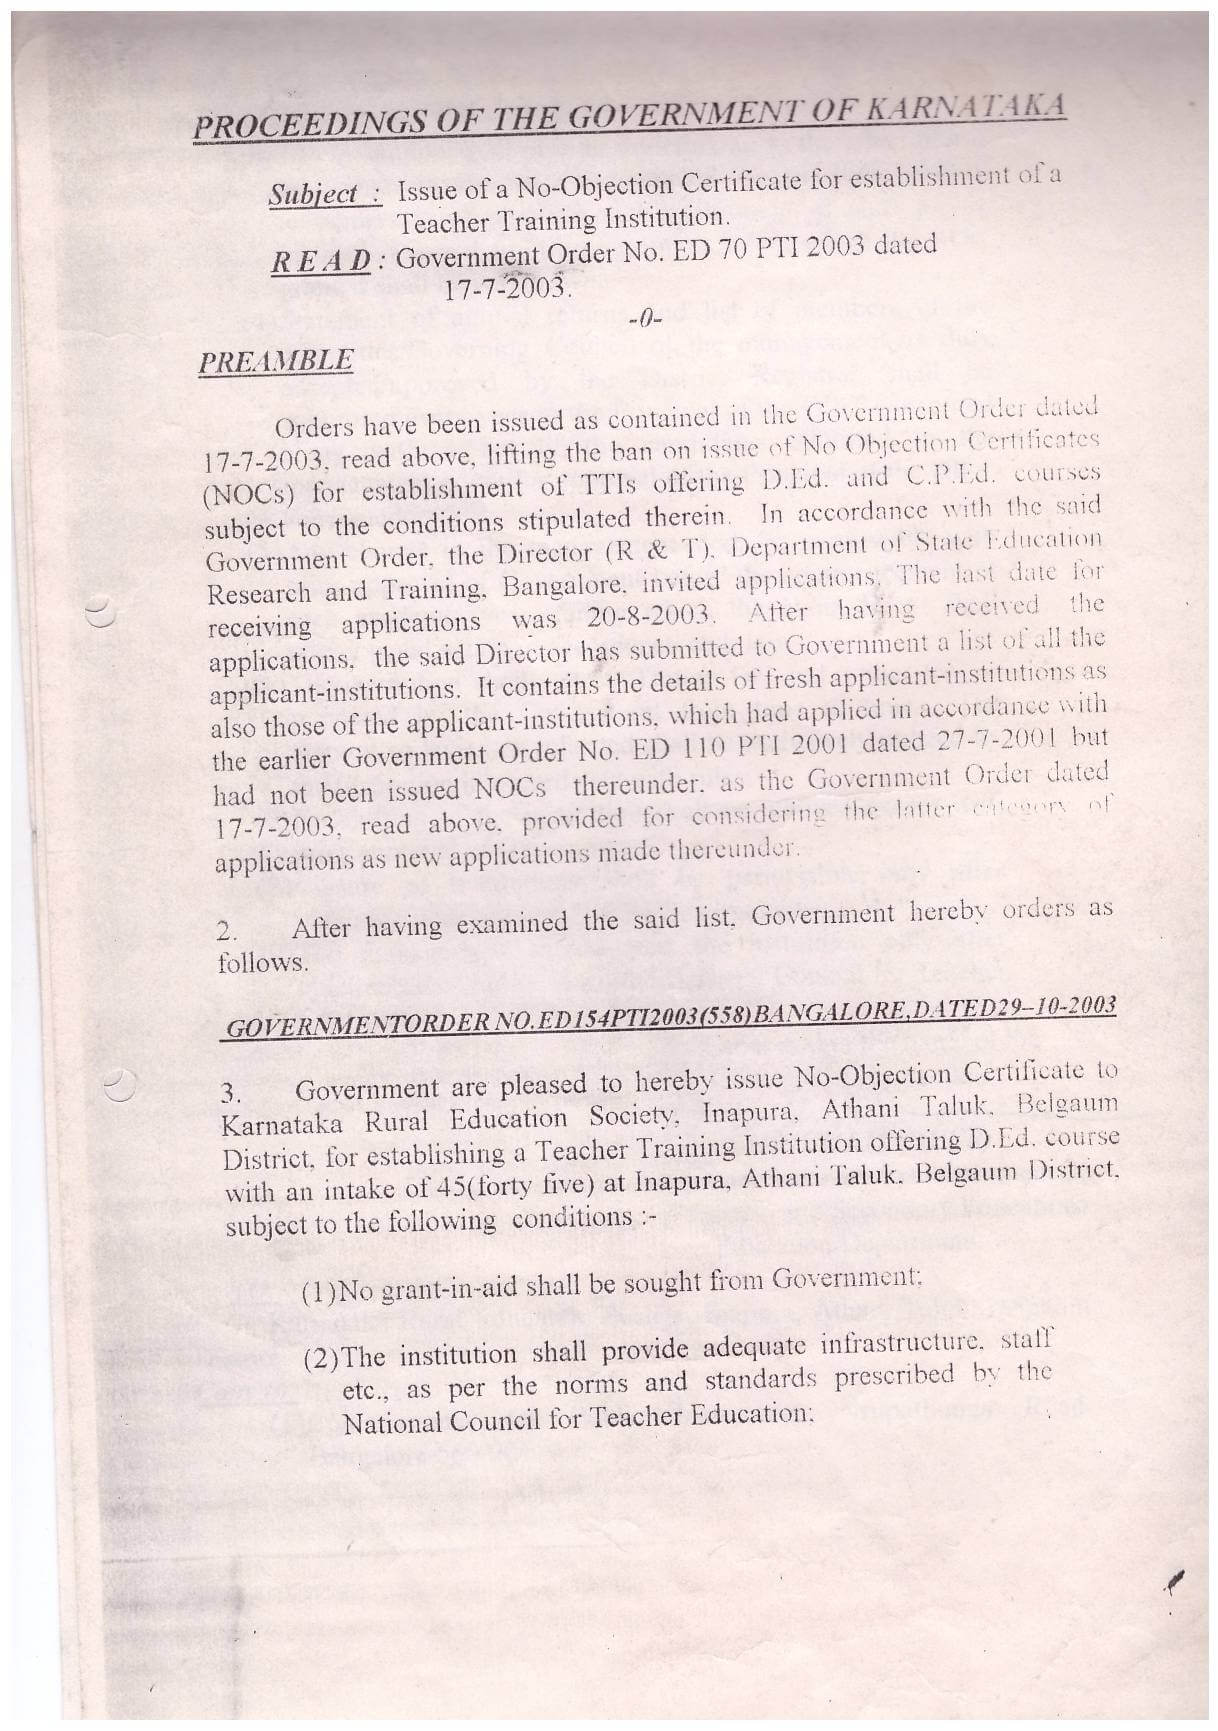 PROCEEDINGS OF THE GOVERNMENT OF KARNATAKA
Subject : Issue of a No-Objection Certificate for establishment of a
Teacher Training Institution.
R E A D : Government Order No. ED 70 PTI 2003 dated
17-7-2003.
-0-
PREAMBLE
Orders have been issued as contained in the Government Order dated
17-7-2003, read above, lifting the ban on issue of No Objection Certificates
(NOCs) for establishment of TTIs offering D.Ed. and C.P.Ed. courses
subject to the conditions stipulated therein. In accordance with the said
Government Order, the Director (R & T), Department of State Education
Research and Training, Bangalore, invited applications. The last date for
receiving applications was 20-8-2003. After having received the
applications, the said Director has submitted to Government a list of all the
applicant-institutions. It contains the details of fresh applicant-institutions as
also those of the applicant-institutions, which had applied in accordance with
the earlier Government Order No. ED 110 PTI 2001 dated 27-7-2001 but
had not been issued NOCs thereunder, as the Government Order dated
17-7-2003, read above, provided for considering the latter category of
applications as new applications made thereunder.
2. After having examined the said list, Government hereby orders as
follows.
GOVERNMENTORDER NO.ED154PTI2003(558)BANGALORE,DATED29–10-2003
3. Government are pleased to hereby issue No-Objection Certificate to
Karnataka Rural Education Society, Inapura, Athani Taluk, Belgaum
District, for establishing a Teacher Training Institution offering D.Ed. course
with an intake of 45(forty five) at Inapura, Athani Taluk. Belgaum District,
subject to the following conditions :-
(1)No grant-in-aid shall be sought from Government;
(2)The institution shall provide adequate infrastructure, staff
etc., as per the norms and standards prescribed by the
National Council for Teacher Education;